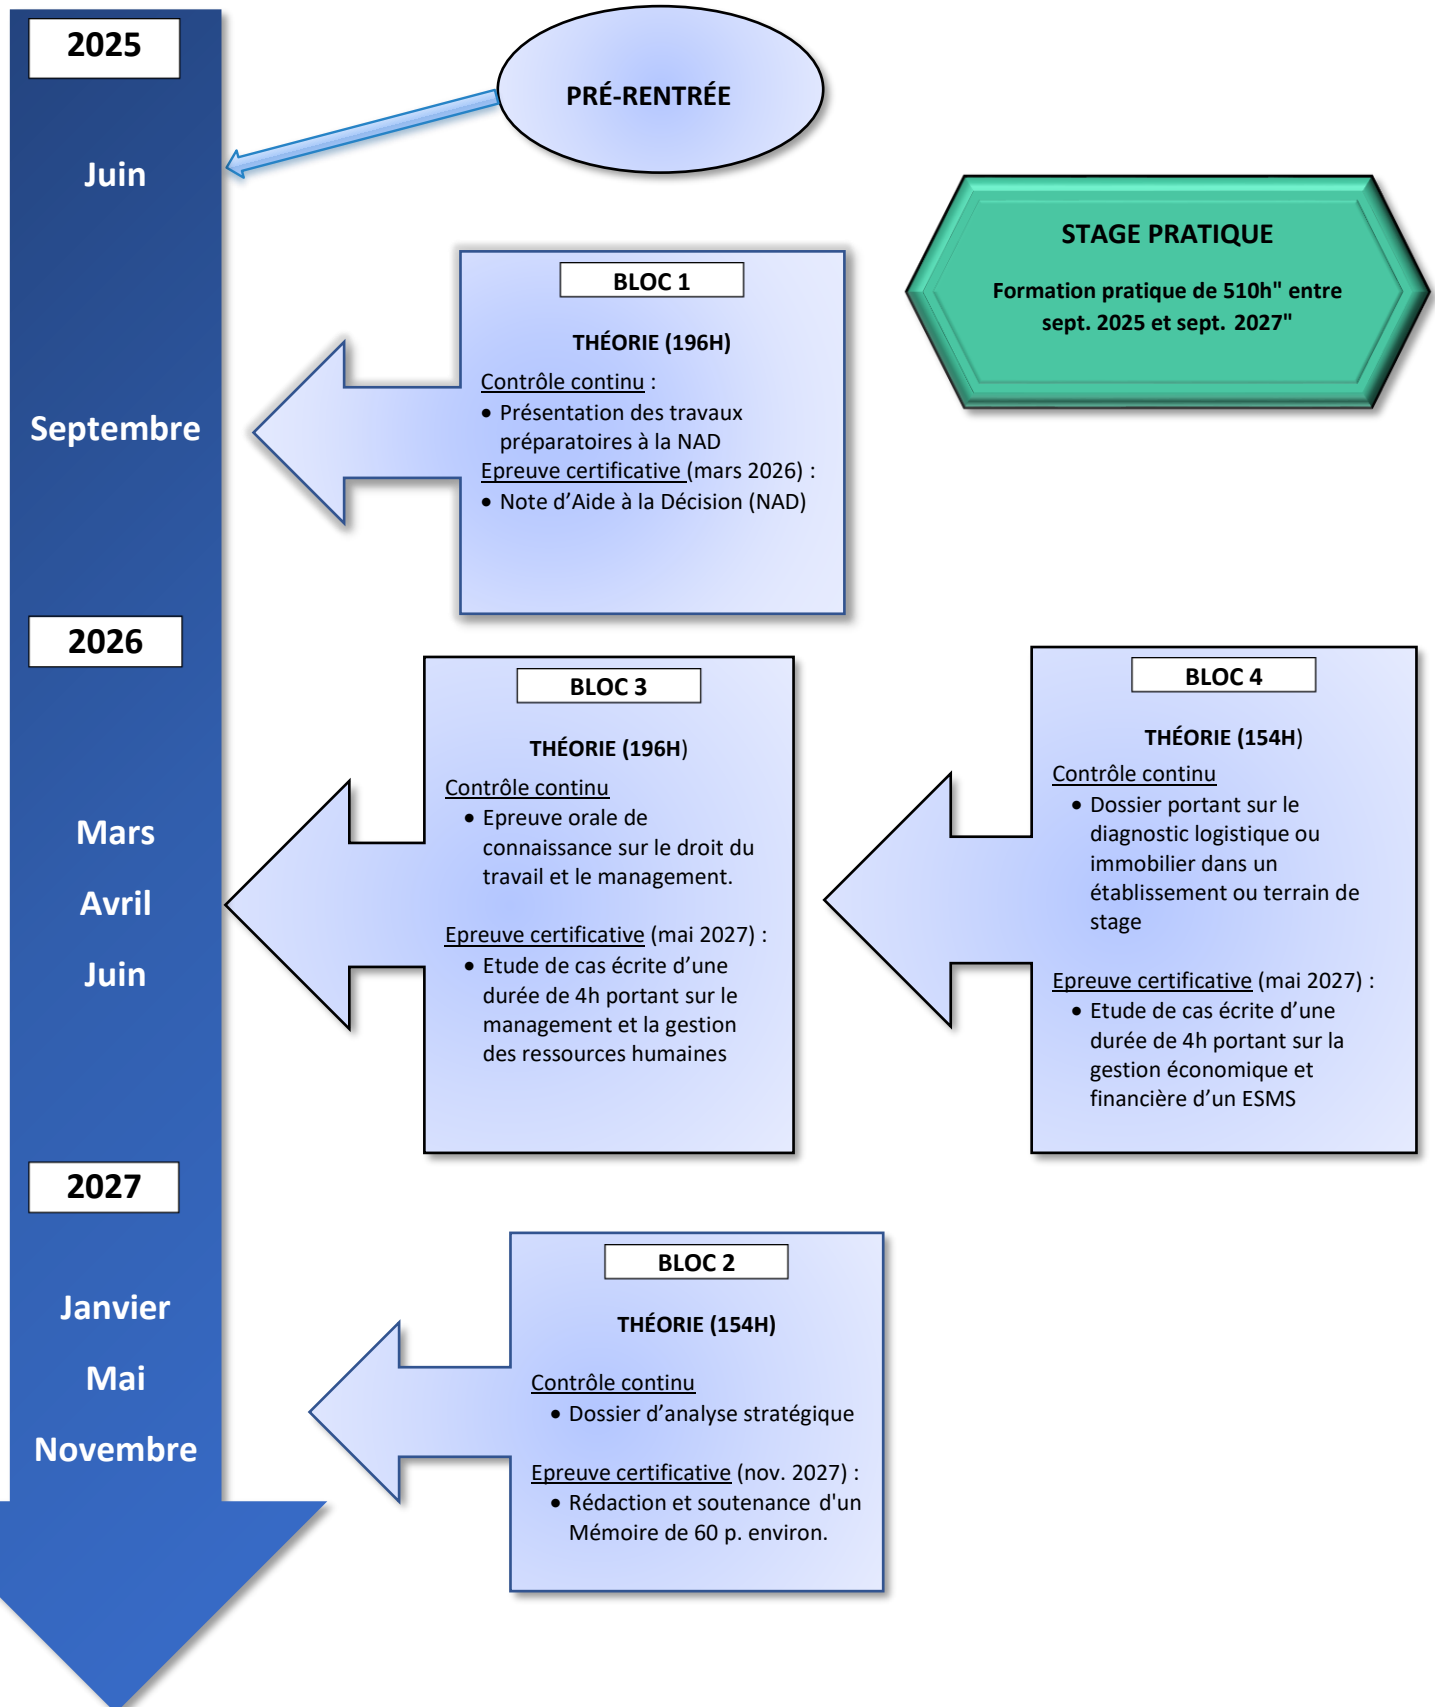 2025
PRÉ-RENTRÉE
Juin
STAGE PRATIQUE
Formation pratique de 510h" entre
sept. 2025 et sept. 2027"
BLOC 1
THÉORIE (196H)
Contrôle continu :
• Présentation des travaux
préparatoires à la NAD
Epreuve certificative (mars 2026) :
• Note d’Aide à la Décision (NAD)
Septembre
2026
BLOC 3
THÉORIE (196H)
Contrôle continu
• Epreuve orale de
connaissance sur le droit du
travail et le management.
Epreuve certificative (mai 2027) :
• Etude de cas écrite d’une
durée de 4h portant sur le
management et la gestion
des ressources humaines
BLOC 4
THÉORIE (154H)
Contrôle continu
• Dossier portant sur le
diagnostic logistique ou
immobilier dans un
établissement ou terrain de
stage
Epreuve certificative (mai 2027) :
• Etude de cas écrite d’une
durée de 4h portant sur la
gestion économique et
financière d’un ESMS
Mars
Avril
Juin
2027
BLOC 2
THÉORIE (154H)
Contrôle continu
• Dossier d’analyse stratégique
Epreuve certificative (nov. 2027) :
• Rédaction et soutenance d'un
Mémoire de 60 p. environ.
Janvier
Mai
Novembre